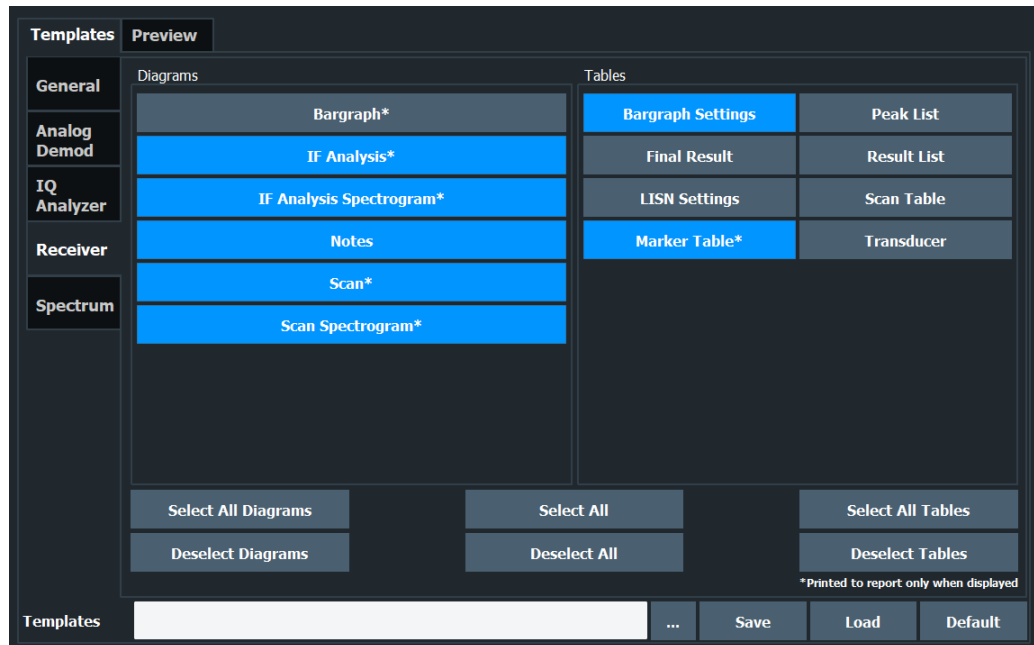 Templates
Preview
General
Analog
Demod
IQ
Analyzer
Receiver
Spectrum
Diagrams
Bargraph*
IF Analysis*
IF Analysis Spectrogram*
Notes
Scan*
Scan Spectrogram*
Tables
Bargraph Settings
Peak List
Final Result
Result List
LISN Settings
Scan Table
Marker Table*
Transducer
Select All Diagrams
Select All
Select All Tables
Deselect Diagrams
Deselect All
Deselect Tables
*Printed to report only when displayed
Templates
...
Save
Load
Default